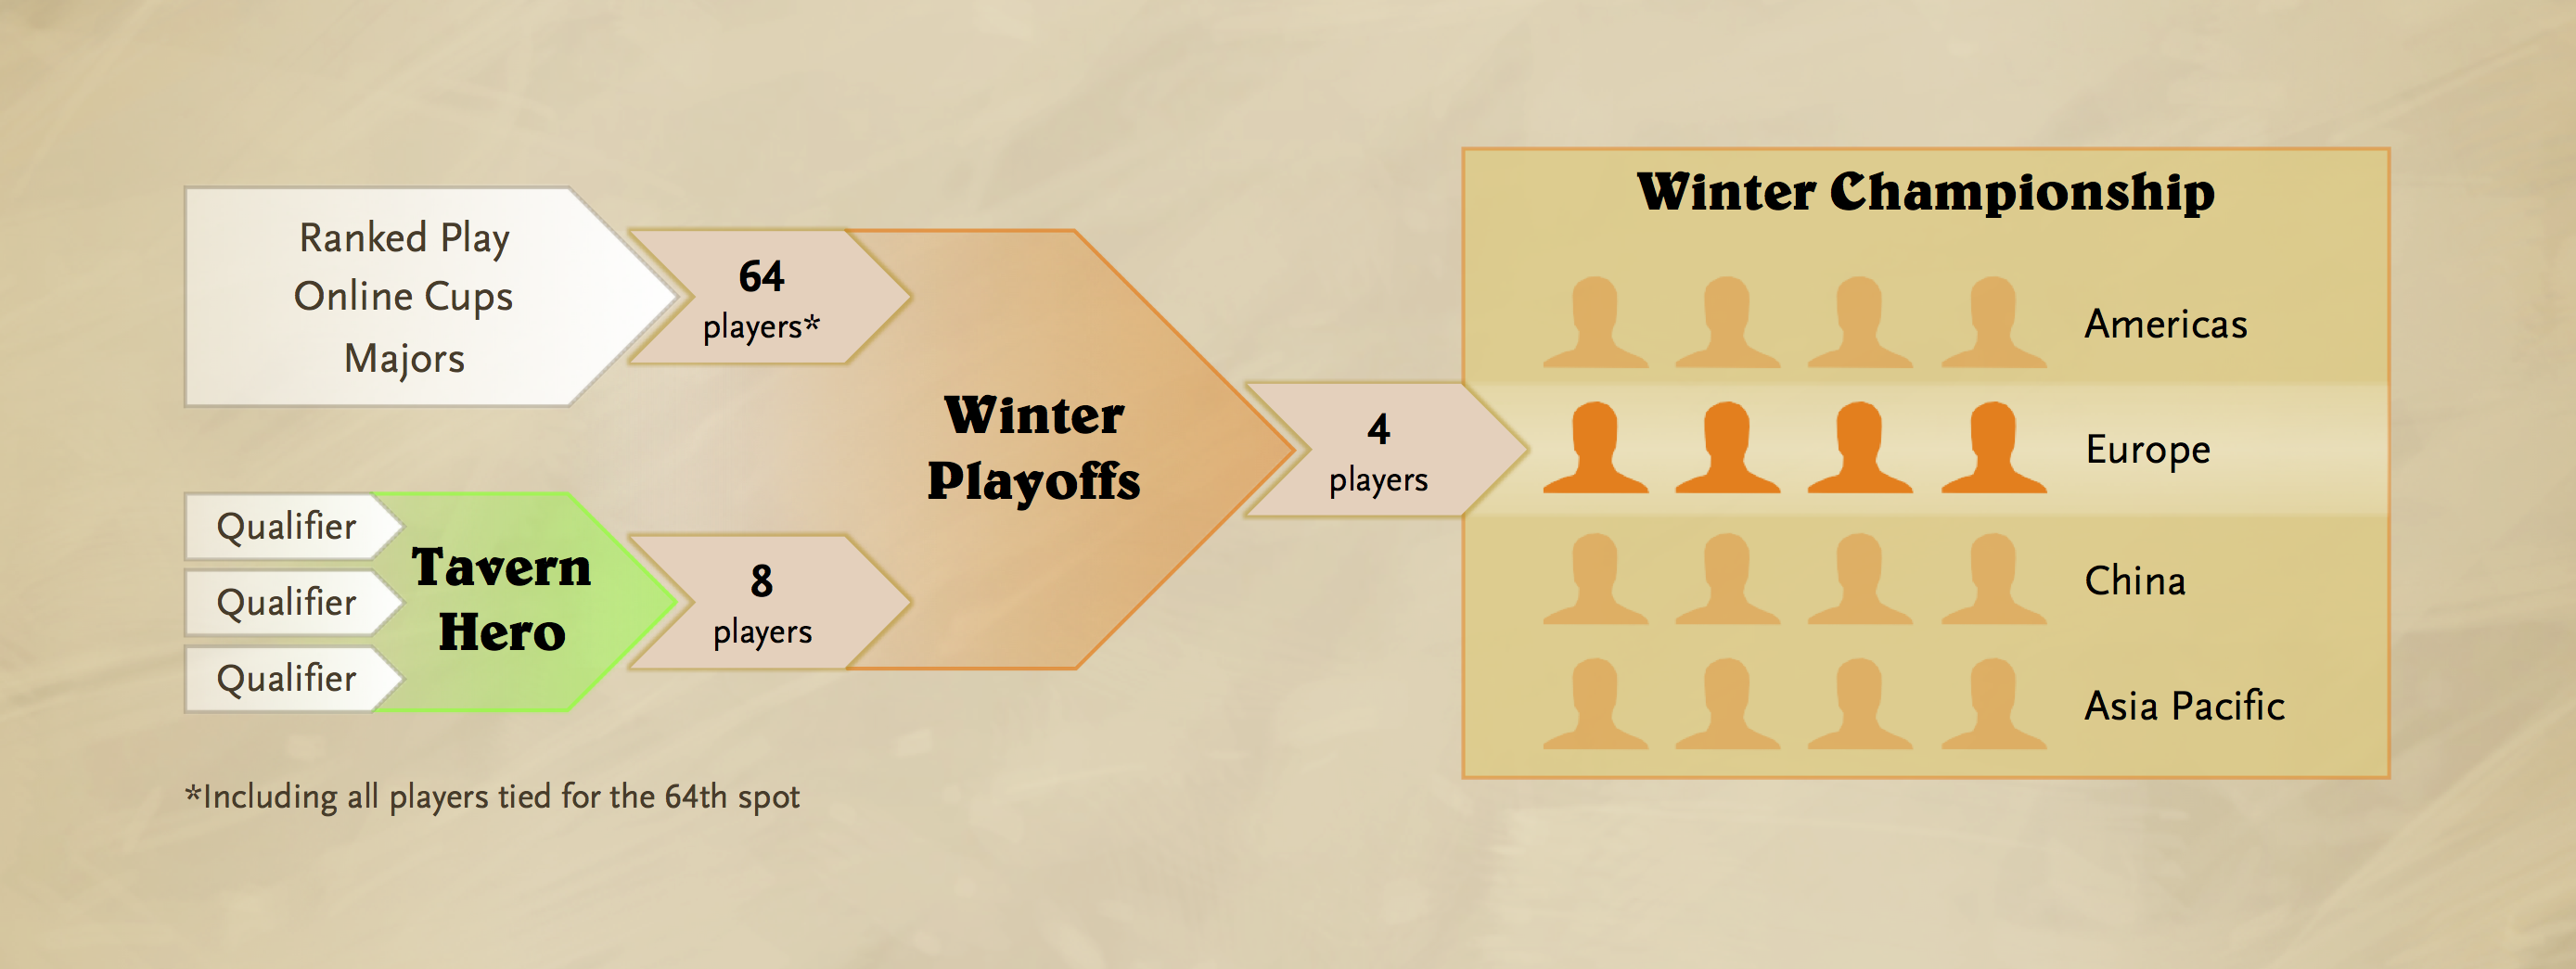 Ranked Play
Online Cups
Majors
64
players*
Qualifier
Qualifier
Qualifier
Tavern
Hero
8
players
Winter
Playoffs
4
players
Winter Championship
Americas
Europe
China
Asia Pacific
*Including all players tied for the 64th spot